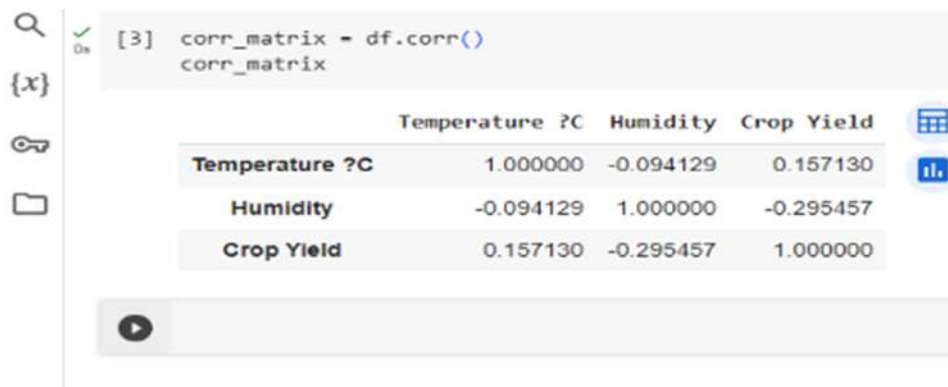 [3] corr_matrix = df.corr()
corr_matrix
0s
{x}
Temperature ?C Humidity Crop Yield
Temperature ?C 1.000000 -0.094129 0.157130
Humidity -0.094129 1.000000 -0.295457
Crop Yield 0.157130 -0.295457 1.000000